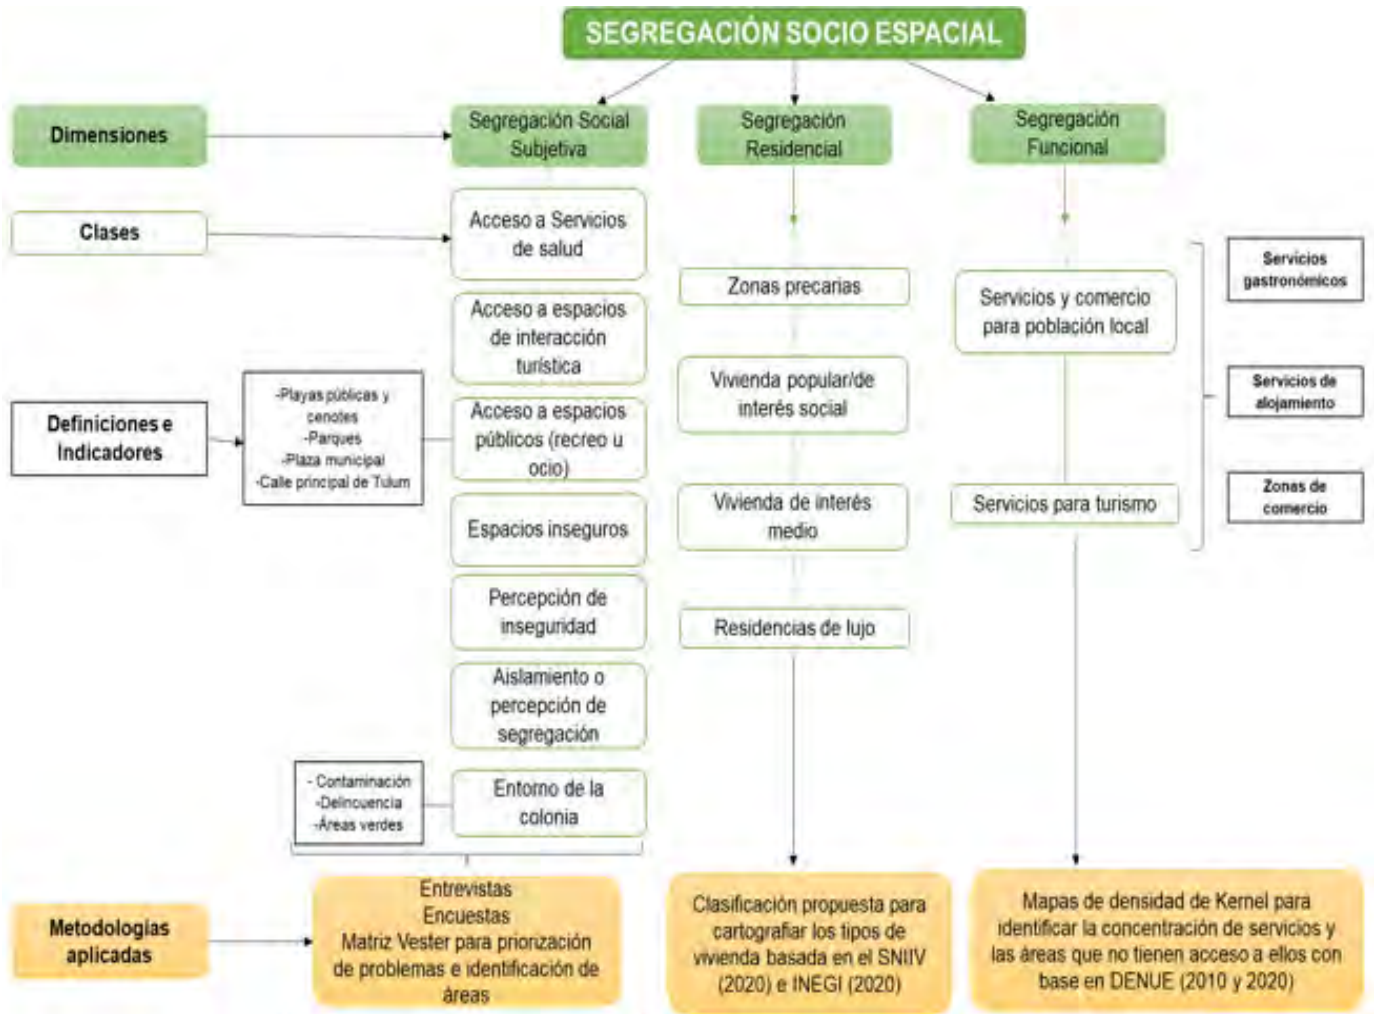 SEGREGACIÓN SOCIO ESPACIAL
Dimensiones
Segregación Social
Subjetiva
Segregación
Residencial
Segregación
Funcional
Clases
Acceso a Servicios
de salud
Acceso a espacios
de interacción
turística
Definiciones e
Indicadores
-Playas públicas y
cenotes
-Parques
-Plaza municipal
-Calle principal de Tulum
Acceso a espacios
públicos (recreo u
ocio)
Espacios inseguros
Percepción de
inseguridad
Aislamiento o
percepción de
segregación
- Contaminación
-Delincuencia
-Áreas verdes
Entorno de la
colonia
Zonas precarias
Vivienda popular/de
interés social
Vivienda de interés
medio
Residencias de lujo
Servicios y comercio
para población local
Servicios para turismo
Servicios
gastronómicos
Servicios de
alojamiento
Zonas de
comercio
Metodologías
aplicadas
Entrevistas
Encuestas
Matriz Vester para priorización
de problemas e identificación de
áreas
Clasificación propuesta para
cartografiar los tipos de
vivienda basada en el SNIIV
(2020) e INEGI (2020)
Mapas de densidad de Kernel para
identificar la concentración de servicios y
las áreas que no tienen acceso a ellos con
base en DENUE (2010 y 2020)